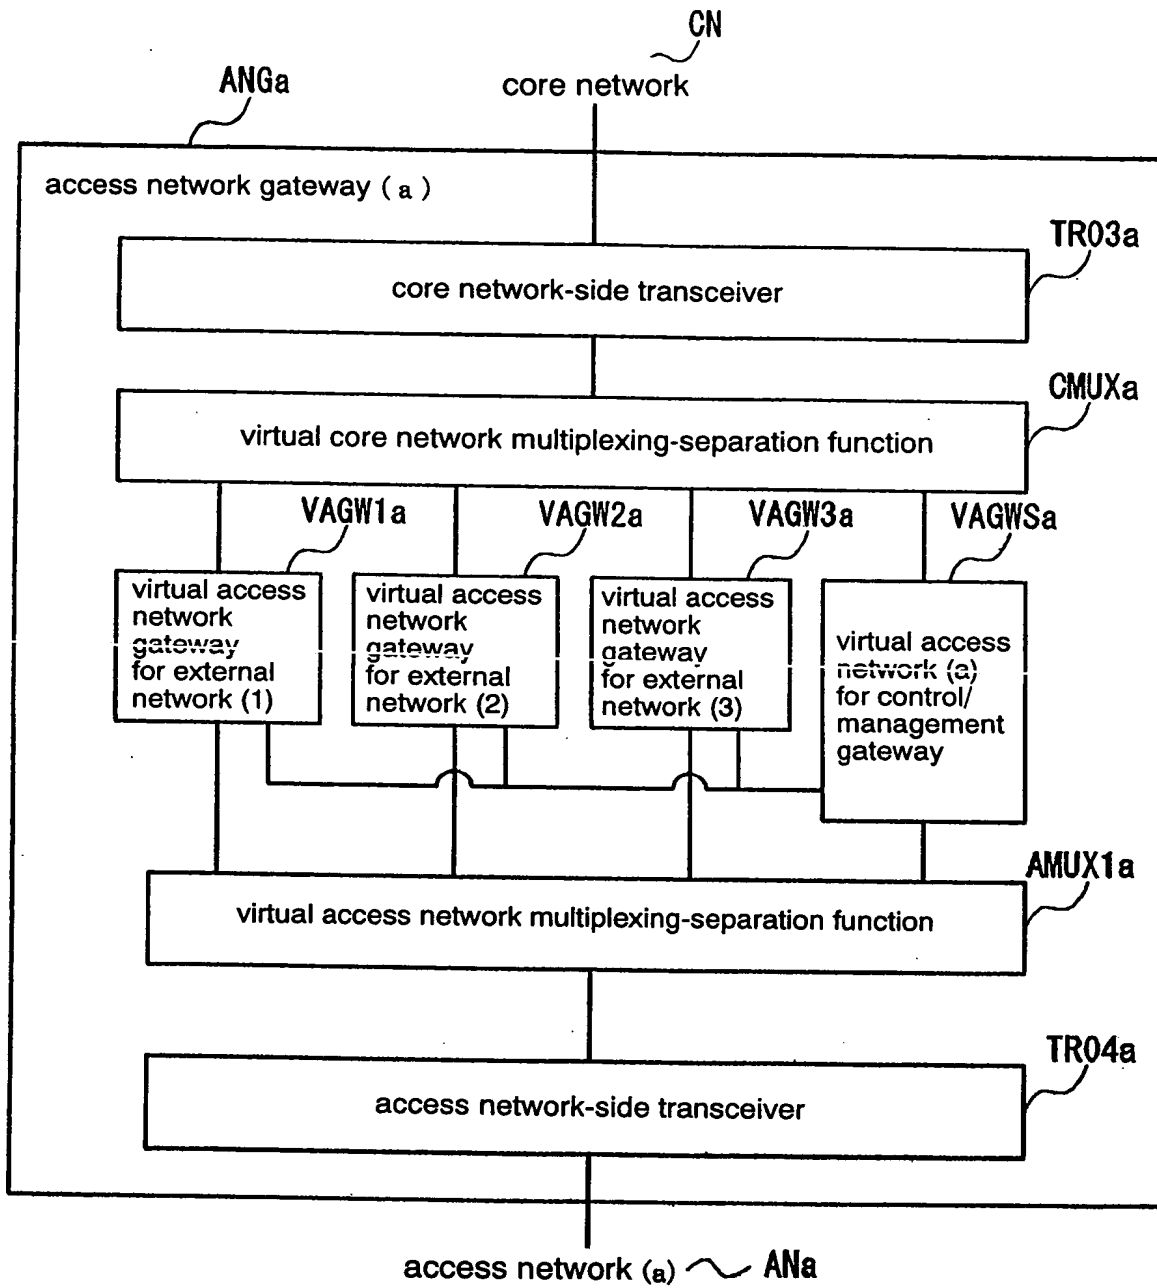 CN
core network
ANGa
access network gateway (a)
TR03a
core network-side transceiver
CMUXa
virtual core network multiplexing-separation function
VAGW1a
VAGW2a
VAGW3a
VAGWSa
virtual access
network
gateway
for external
network (1)
virtual access
network
gateway
for external
network (2)
virtual access
network
gateway
for external
network (3)
virtual access
network (a)
for control/
management
gateway
AMUX1a
virtual access network multiplexing-separation function
TR04a
access network-side transceiver
access network (a) ANa